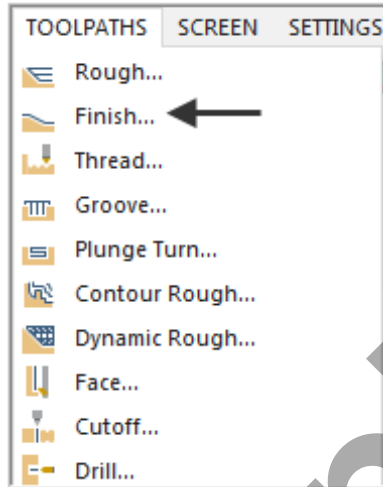 TOOLPATHS SCREEN SETTINGS
Rough...
Finish...
Thread...
Groove...
Plunge Turn...
Contour Rough...
Dynamic Rough...
Face...
Cutoff...
Drill...